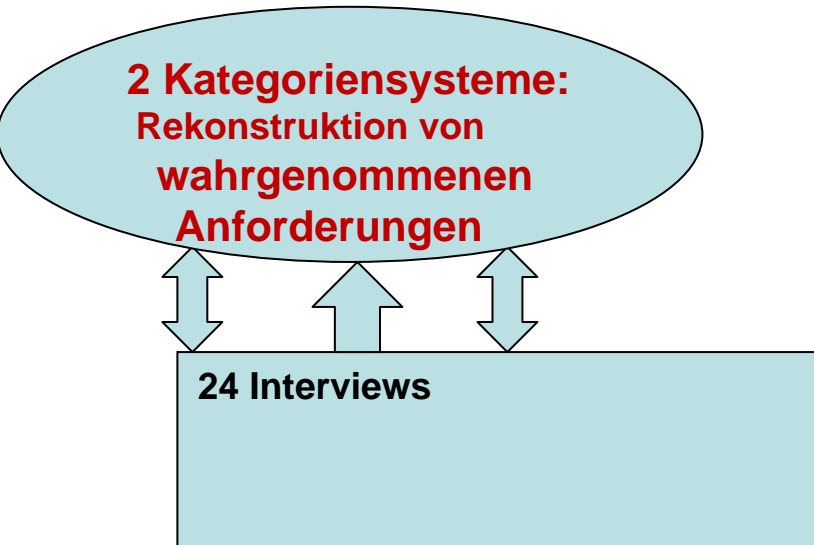 2 Kategoriensysteme:
Rekonstruktion von
wahrgenommenen
Anforderungen
24 Interviews